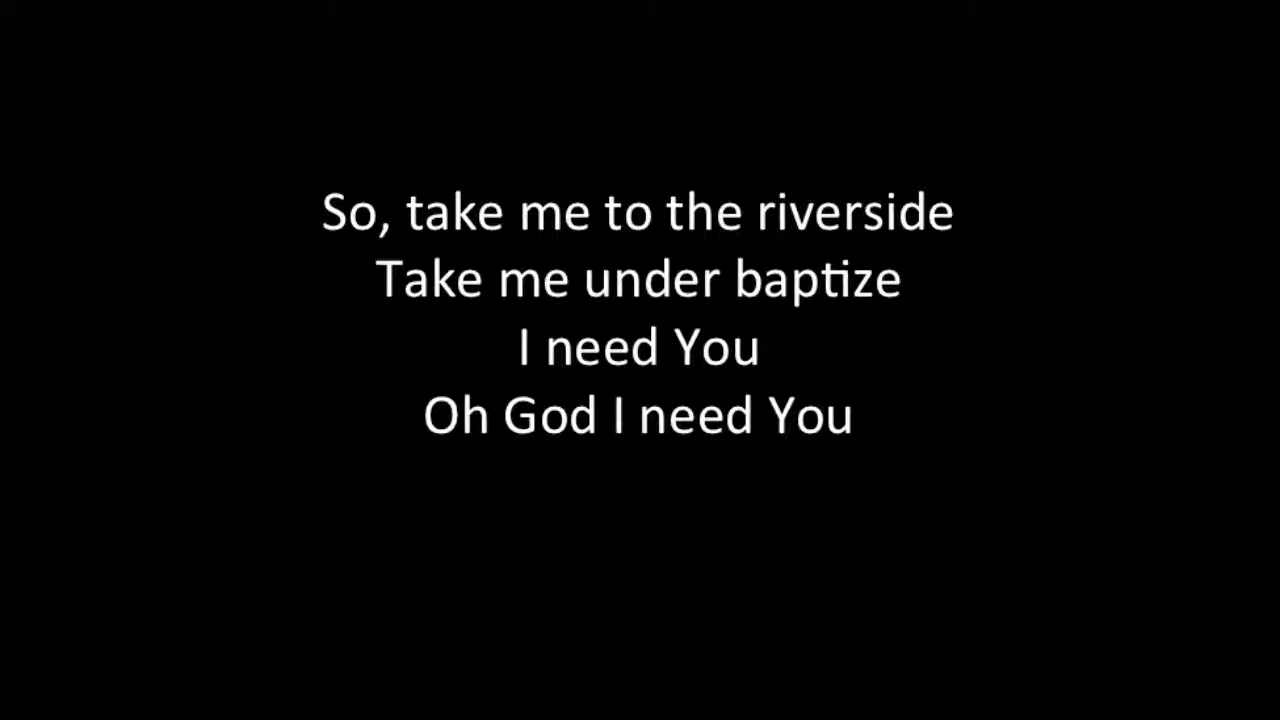 So, take me to the riverside
Take me under baptize
I need You
Oh God I need You